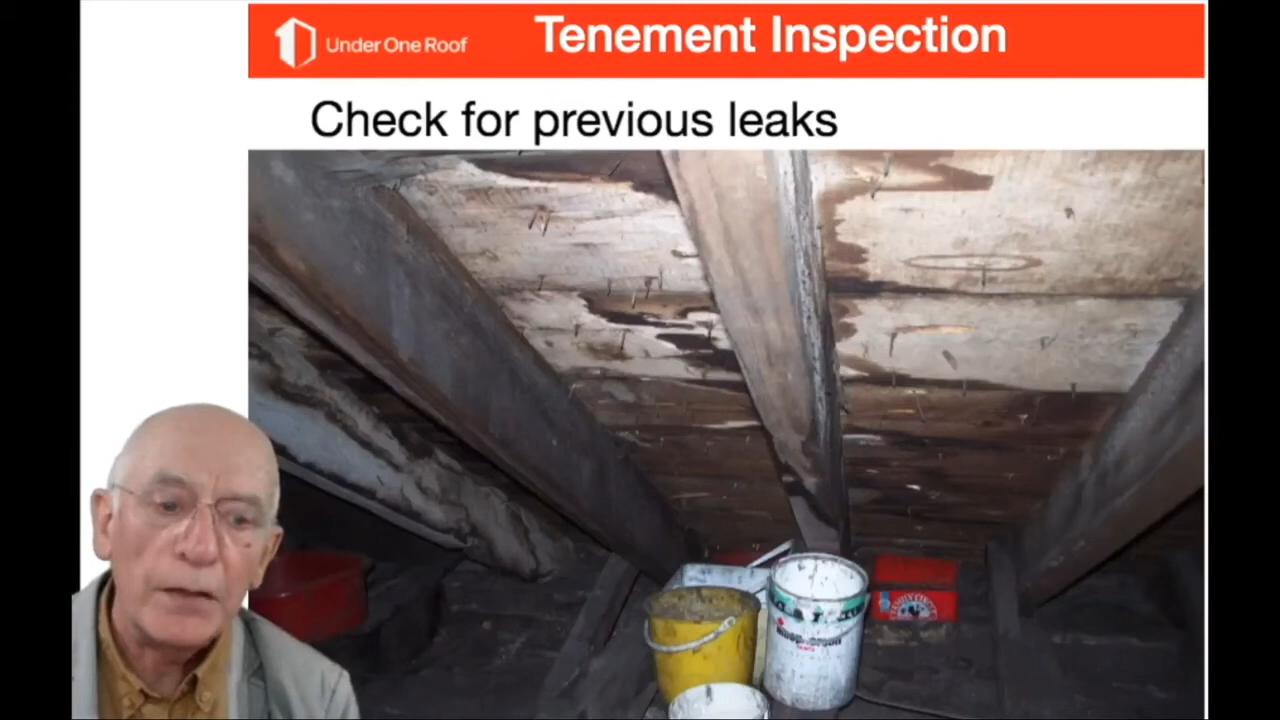 Under One Roof
Tenement Inspection
Check for previous leaks